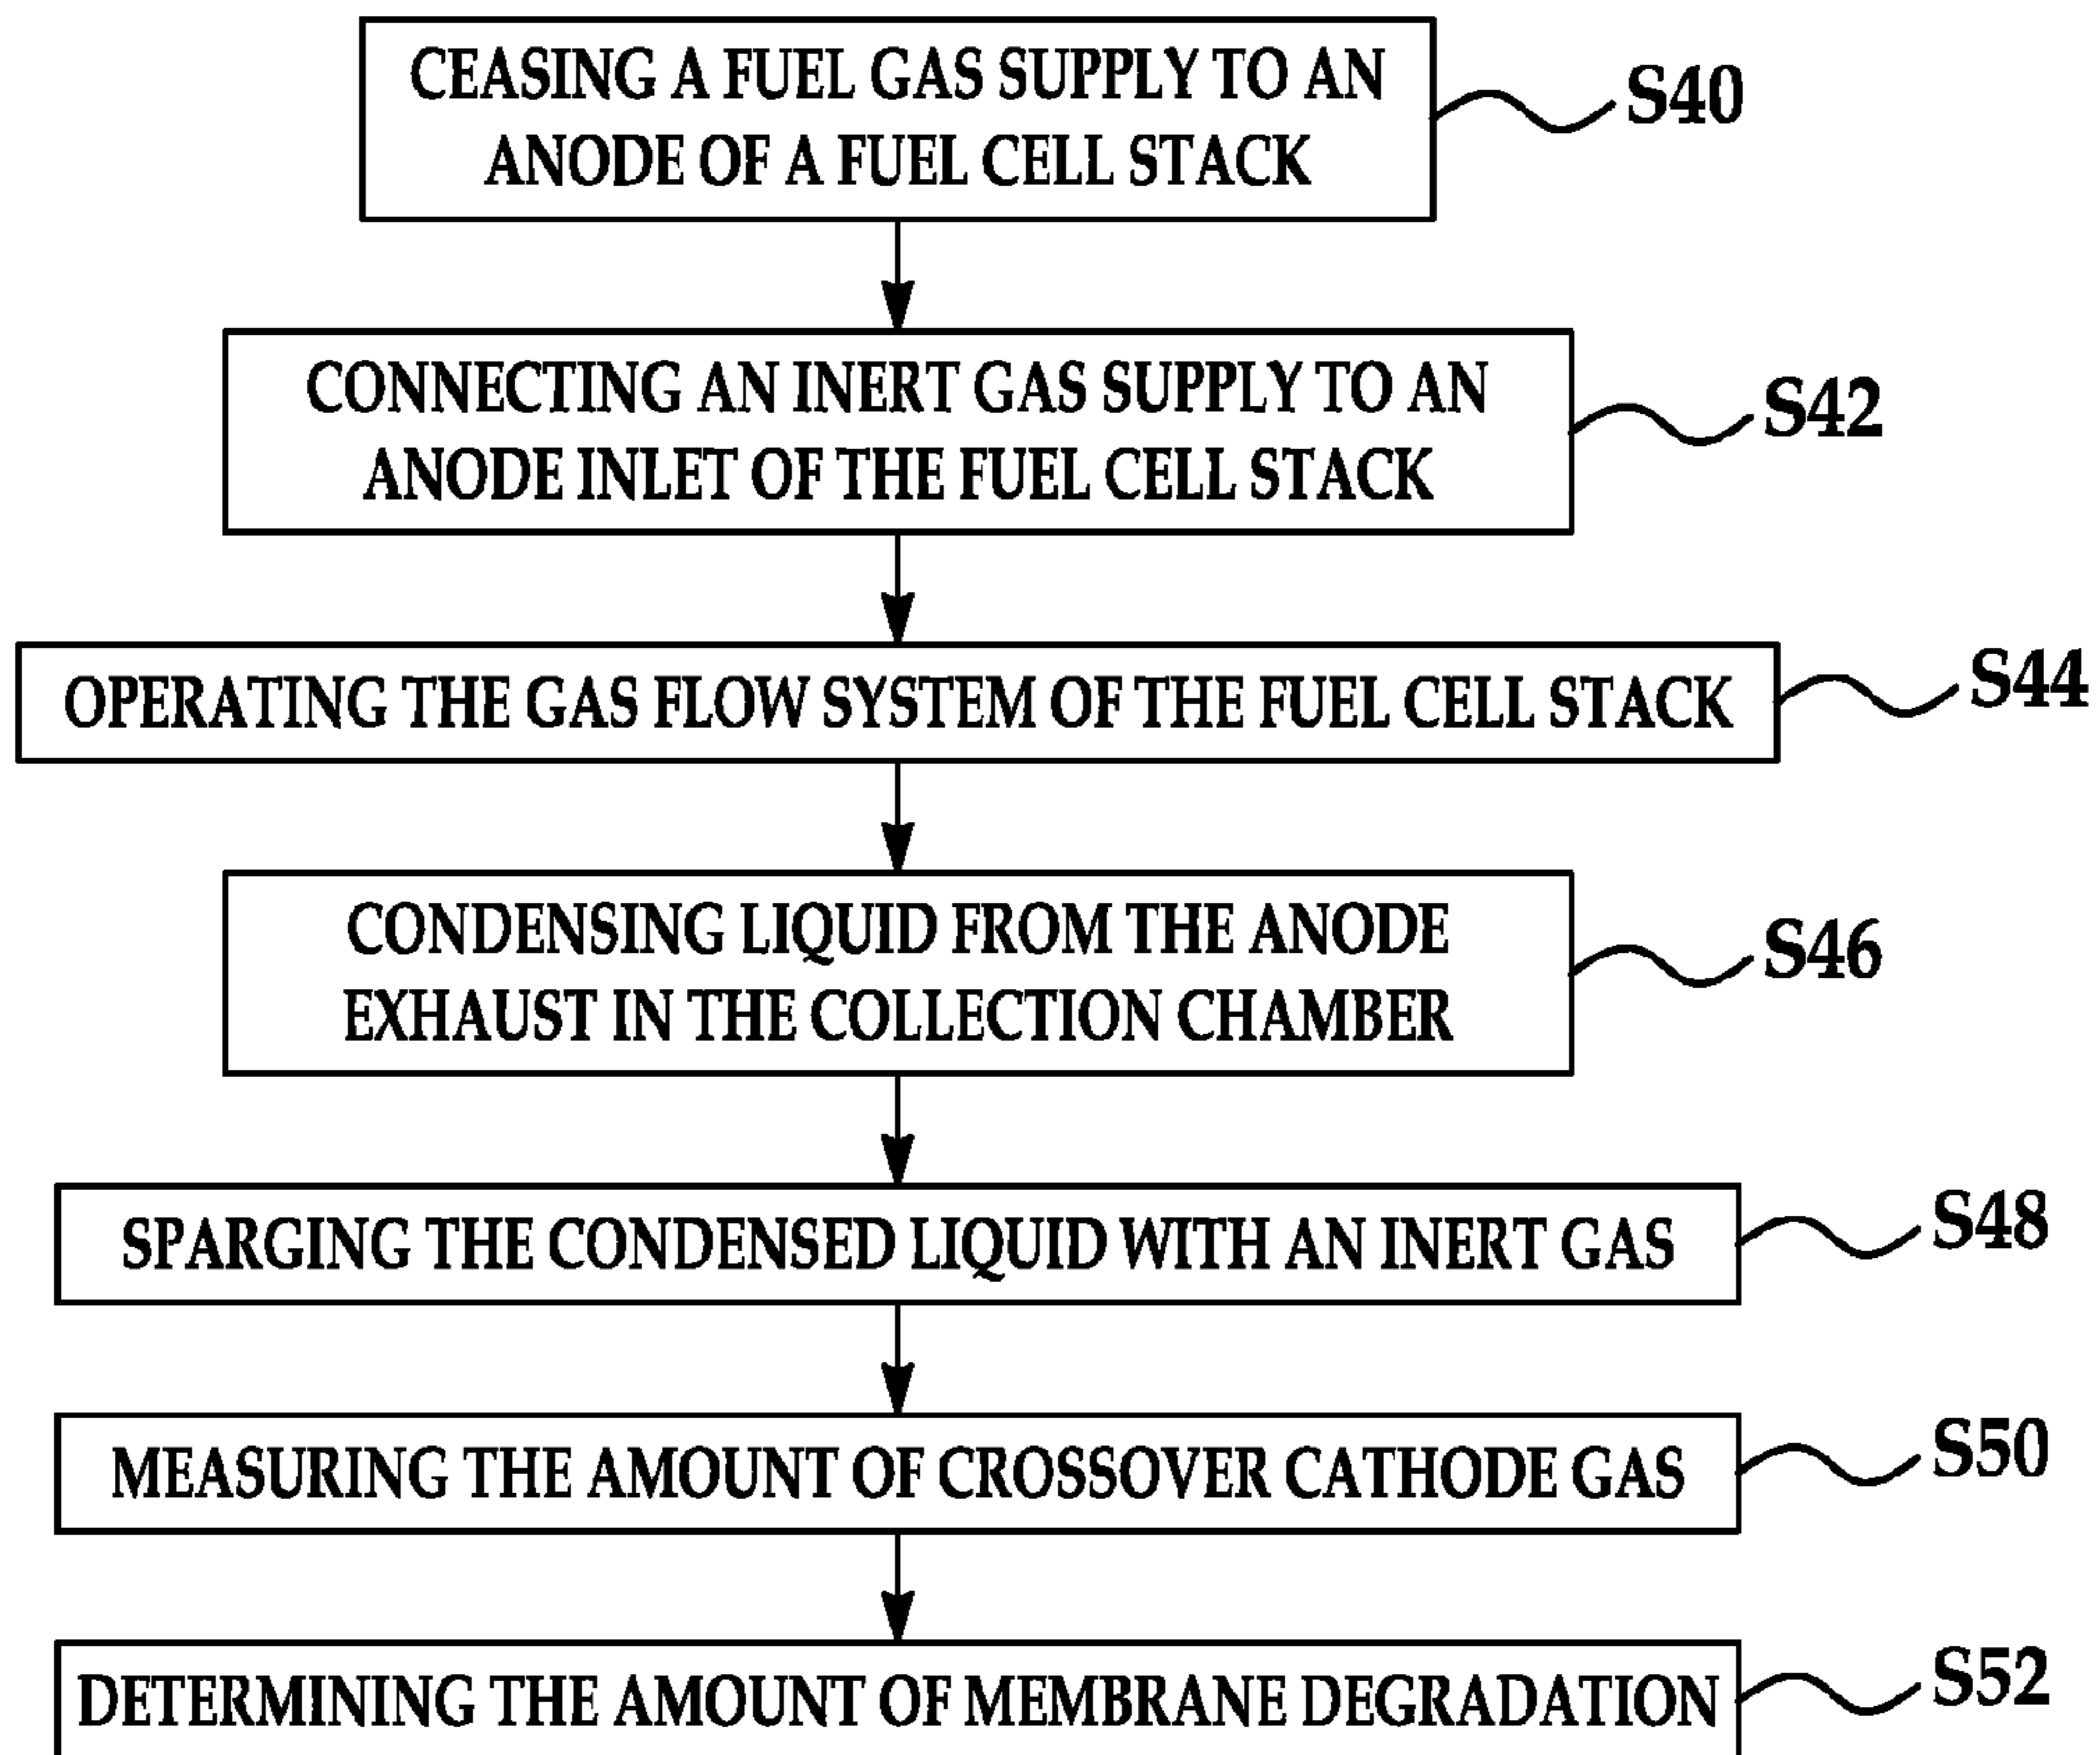 CEASING A FUEL GAS SUPPLY TO AN
ANODE OF A FUEL CELL STACK
S40
CONNECTING AN INERT GAS SUPPLY TO AN
ANODE INLET OF THE FUEL CELL STACK
S42
OPERATING THE GAS FLOW SYSTEM OF THE FUEL CELL STACK
S44
CONDENSING LIQUID FROM THE ANODE
EXHAUST IN THE COLLECTION CHAMBER
S46
SPARGING THE CONDENSED LIQUID WITH AN INERT GAS
S48
MEASURING THE AMOUNT OF CROSSOVER CATHODE GAS
S50
DETERMINING THE AMOUNT OF MEMBRANE DEGRADATION
S52